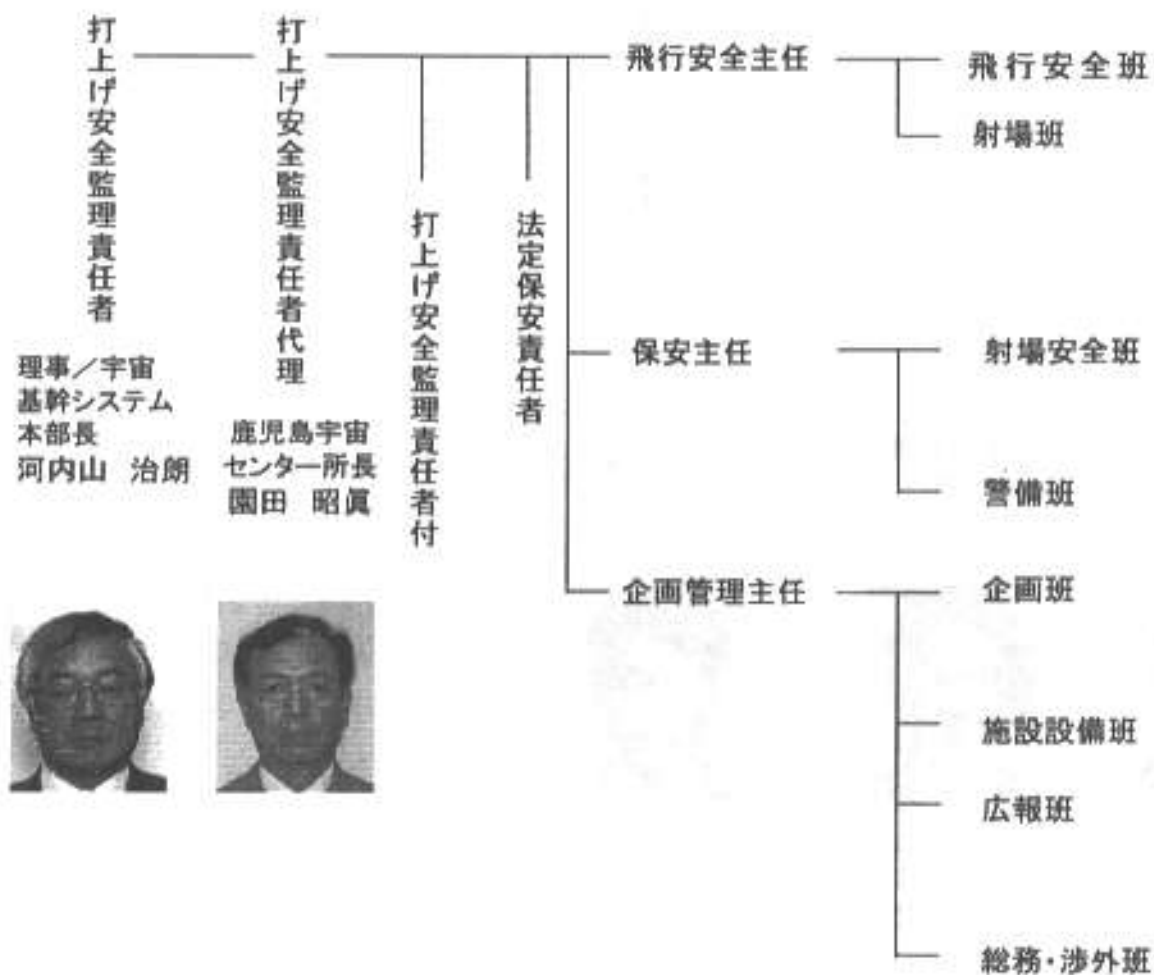 打上げ安全監理責任者
理事／宇宙
基幹システム
本部長
河内山 治朗
打上げ安全監理責任者代理
鹿児島宇宙
センター所長
園田 昭眞
打上げ安全監理責任者付
法定保安責任者
飛行安全主任
飛行安全班
射場班
保安主任
射場安全班
警備班
企画管理主任
企画班
施設設備班
広報班
総務・渉外班